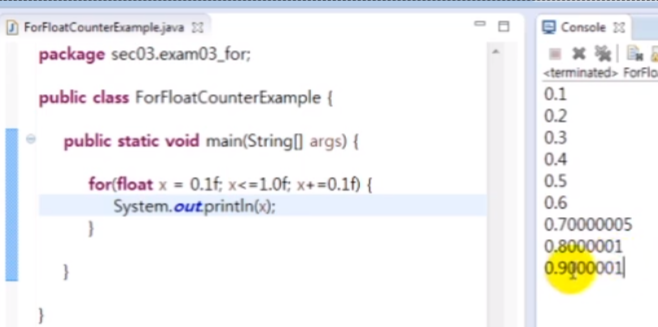 ForFloatCounterExample.java
package sec03.exam03_for;
public class ForFloatCounterExample {
public static void main(String[] args) {
for(float x = 0.1f; x<=1.0f; x+=0.1f) {
System.out.println(x);
}
}
}
Console
<terminated> ForFlo
0.1
0.2
0.3
0.4
0.5
0.6
0.70000005
0.8000001
0.9000001